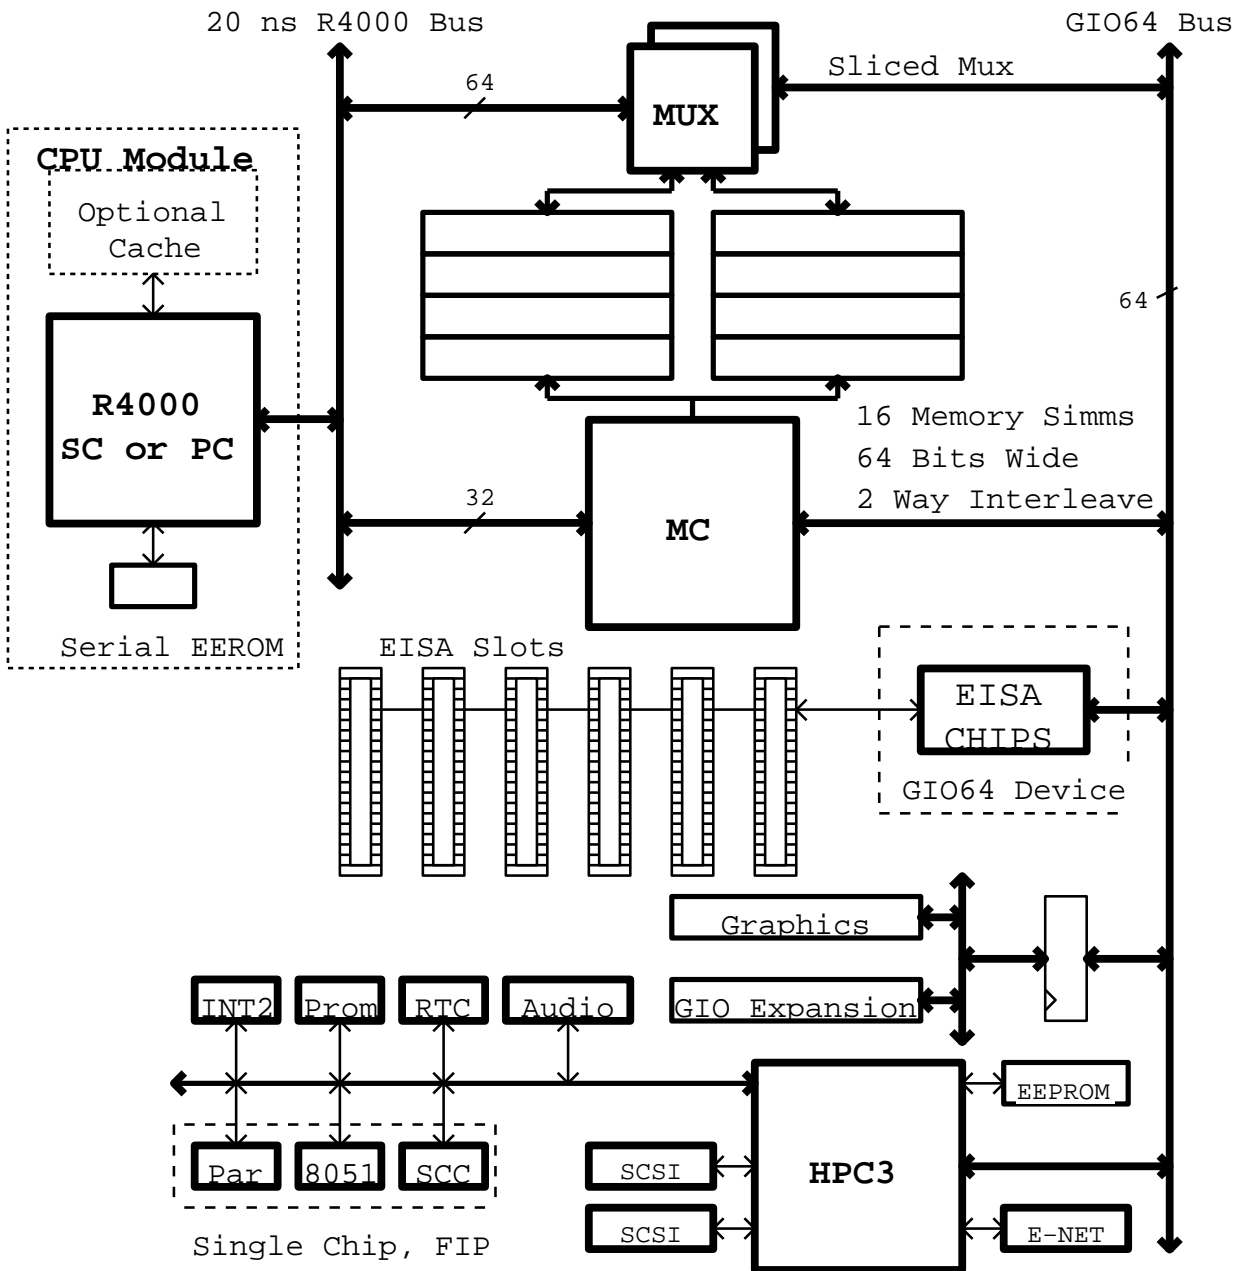 20 ns R4000 Bus
GIO64 Bus
Sliced Mux
64
MUX
CPU Module
Optional
Cache
64
R4000
SC or PC
16 Memory Simms
64 Bits Wide
2 Way Interleave
32
MC
Serial EEROM
EISA Slots
EISA
CHIPS
GIO64 Device
Graphics
GIO Expansion
INT2
Prom
RTC
Audio
EEPROM
Par
8051
SCC
SCSI
HPC3
SCSI
E-NET
Single Chip, FIP